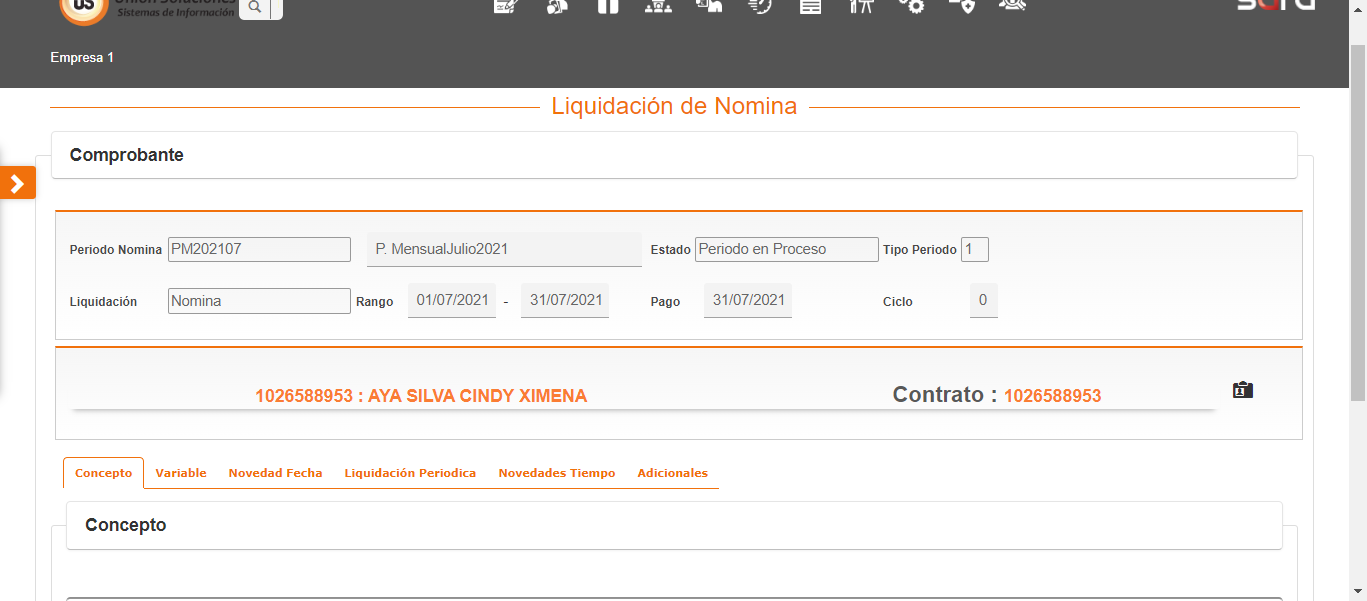 Union Soluciones
US
Sistemas de Información
Empresa 1
Liquidación de Nomina
Comprobante
Periodo Nomina PM202107 P. MensualJulio2021 Estado Periodo en Proceso Tipo Periodo 1
Liquidación Nomina Rango 01/07/2021 - 31/07/2021 Pago 31/07/2021 Ciclo 0
1026588953 : AYA SILVA CINDY XIMENA Contrato : 1026588953
Concepto Variable Novedad Fecha Liquidación Periodica Novedades Tiempo Adicionales
Concepto